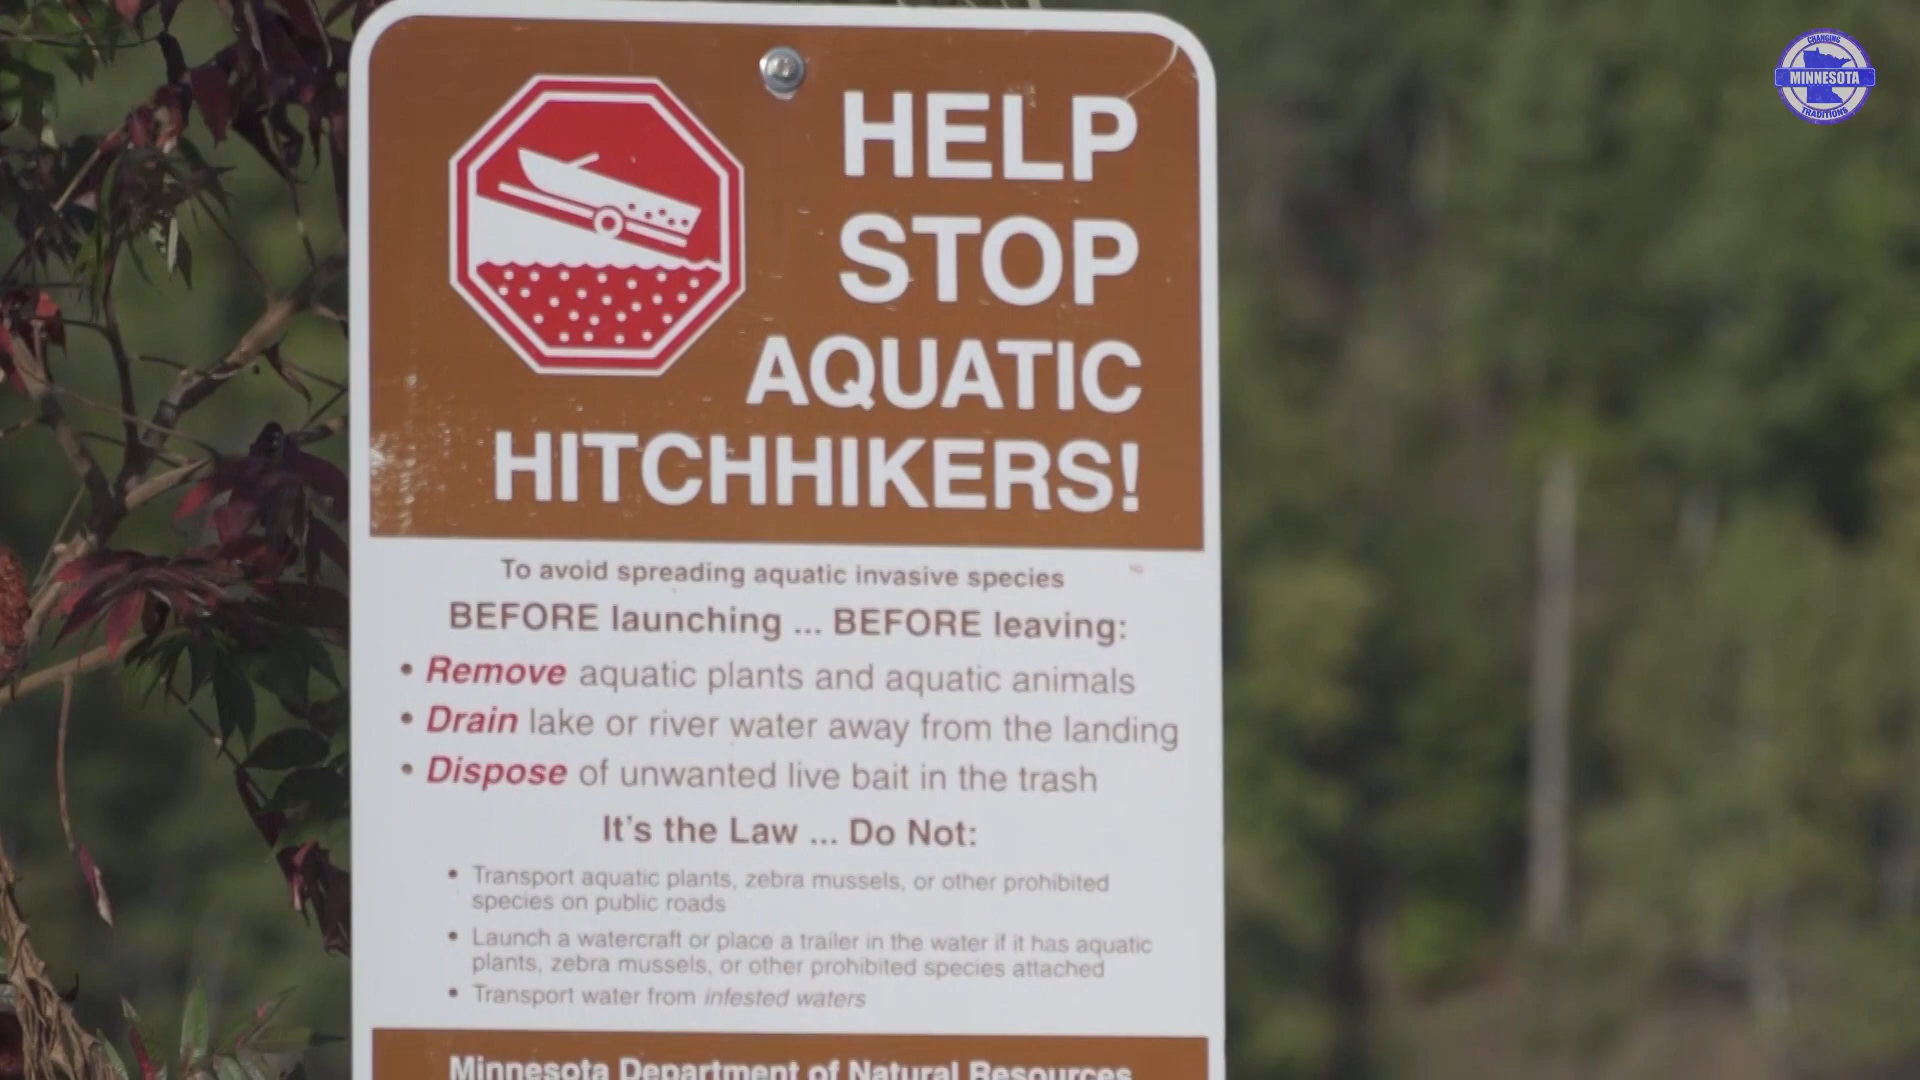 CHANGING
MINNESOTA
TRADITIONS
HELP
STOP
AQUATIC
HITCHHIKERS!
To avoid spreading aquatic invasive species
BEFORE launching ... BEFORE leaving:
• Remove aquatic plants and aquatic animals
• Drain lake or river water away from the landing
• Dispose of unwanted live bait in the trash
It's the Law ... Do Not:
• Transport aquatic plants, zebra mussels, or other prohibited
species on public roads
• Launch a watercraft or place a trailer in the water if it has aquatic
plants, zebra mussels, or other prohibited species attached
• Transport water from infested waters
Minnesota Department of Natural Resources